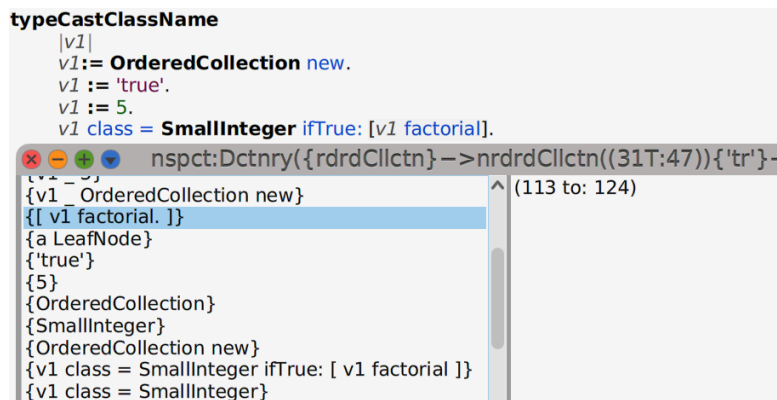 typeCastClassName
|v1|
v1:= OrderedCollection new.
v1 := 'true'.
v1 := 5.
v1 class = SmallInteger ifTrue: [v1 factorial].
nspct:Dctnry({rdrdCllctn}->nrdrdCllctn((31T:47)){'tr'}-
{v1 _ 5}
{v1 _ OrderedCollection new}
(113 to: 124)
{[ v1 factorial. ]}
{a LeafNode}
{'true'}
{5}
{OrderedCollection}
{SmallInteger}
{OrderedCollection new}
{v1 class = SmallInteger ifTrue: [ v1 factorial ]}
{v1 class = SmallInteger}